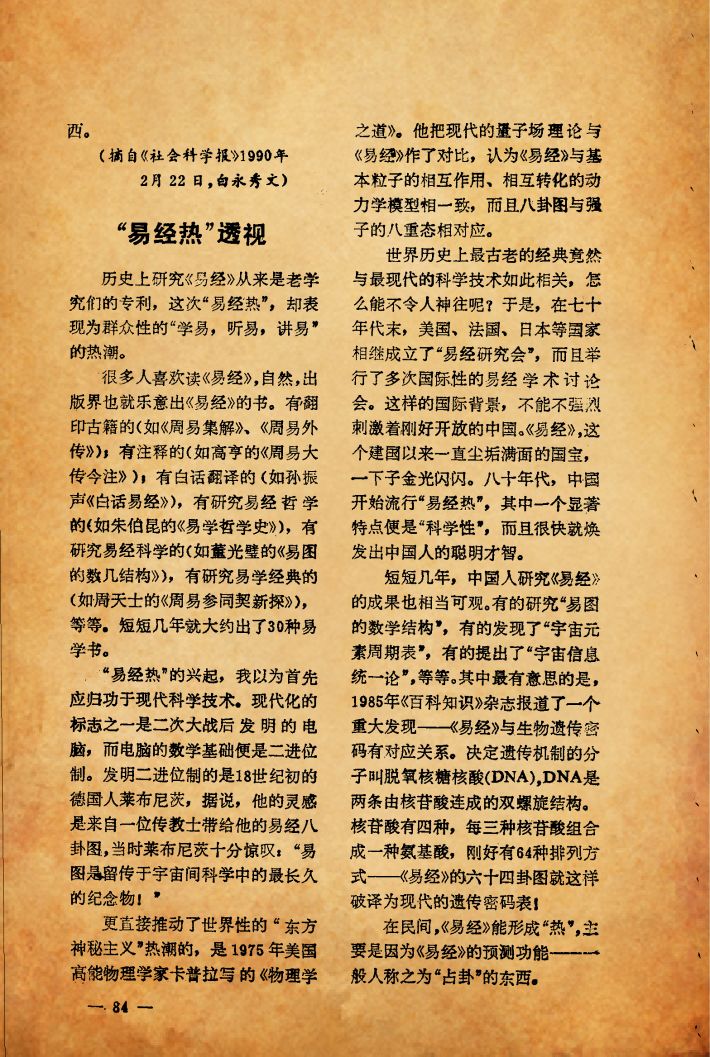 西。
(摘自《社会科学报》1990年
2月22日,白永秀文)
“易经热”透视
历史上研究《易经》从来是老学
究们的专利，这次“易经热”，却表
现为群众性的“学易，听易，讲易”
的热潮。
很多人喜欢读《易经》,自然,出
版界也就乐意出《易经》的书。有翻
印古籍的(如《周易集解》、《周易外
传》)；有注释的(如高亨的《周易大
传今注》)；有白话翻译的(如孙振
声《白话易经》)，有研究易经哲学
的(如朱伯昆的《易学哲学史》)，有
研究易经科学的(如董光璧的《易图
的数几结构》)，有研究易学经典的
(如周天士的《周易参同契新探》)，
等等。短短几年就大约出了30种易
学书。
“易经热”的兴起，我以为首先
应归功于现代科学技术。现代化的
标志之一是二次大战后发明的电
脑，而电脑的数学基础便是二进位
制。发明二进位制的是18世纪初的
德国人莱布尼茨，据说，他的灵感
是来自一位传教士带给他的易经八
卦图,当时莱布尼茨十分惊叹：“易
图是留传于宇宙间科学中的最长久
的纪念物！”
更直接推动了世界性的“东方
神秘主义”热潮的，是1975年美国
高能物理学家卡普拉写的《物理学
— 84 —
之道》。他把现代的量子场理论与
《易经》作了对比，认为《易经》与基
本粒子的相互作用、相互转化的动
力学模型相一致，而且八卦图与强
子的八重态相对应。
世界历史上最古老的经典竟然
与最现代的科学技术如此相关，怎
么能不令人神往呢？于是，在七十
年代末，美国、法国、日本等国家
相继成立了“易经研究会”，而且举
行了多次国际性的易经学术讨论
会。这样的国际背景，不能不强烈
刺激着刚好开放的中国。《易经》,这
个建国以来一直尘垢满面的国宝，
一下子金光闪闪。八十年代，中国
开始流行“易经热”，其中一个显著
特点便是“科学性”，而且很快就焕
发出中国人的聪明才智。
短短几年，中国人研究《易经》
的成果也相当可观。有的研究“易图
的数学结构”，有的发现了“宇宙元
素周期表”，有的提出了“宇宙信息
统一论”,等等。其中最有意思的是，
1985年《百科知识》杂志报道了一个
重大发现——《易经》与生物遗传密
码有对应关系。决定遗传机制的分
子叫脱氧核糖核酸(DNA),DNA是
两条由核苷酸连成的双螺旋结构。
核苷酸有四种，每三种核苷酸组合
成一种氨基酸，刚好有64种排列方
式——《易经》的六十四卦图就这样
破译为现代的遗传密码表！
在民间,《易经》能形成“热”,主
要是因为《易经》的预测功能——一
般人称之为“占卦”的东西。